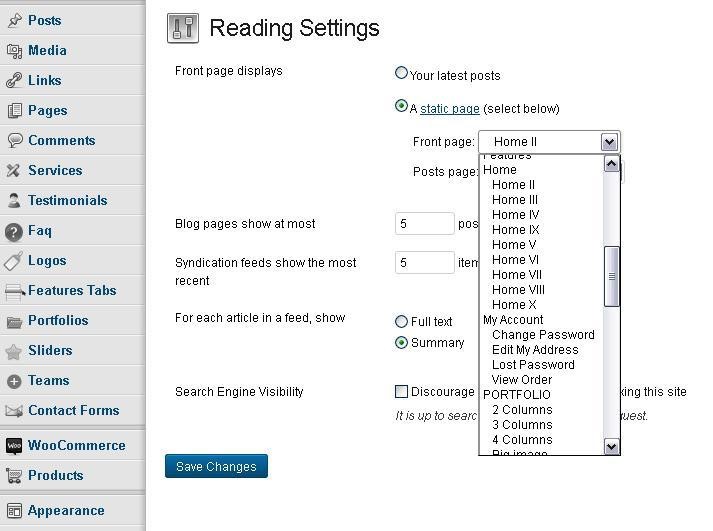 Posts
Media
Links
Pages
Comments
Services
Testimonials
Faq
Logos
Features Tabs
Portfolios
Sliders
Teams
Contact Forms
Woo WooCommerce
Products
Appearance
Reading Settings
Front page displays
Your latest posts
A static page (select below)
Front page: Home II
Posts page:
Features
Home
Home II
Home III
Home IV
Home IX
Home V
Home VI
Home VII
Home VIII
Home X
My Account
Change Password
Edit My Address
Lost Password
View Order
PORTFOLIO
2 Columns
3 Columns
4 Columns
Big image
Blog pages show at most 5 pos
Syndication feeds show the most recent 5 item
For each article in a feed, show
Full text
Summary
Search Engine Visibility
Discourage king this site
It is up to searc uest.
Save Changes